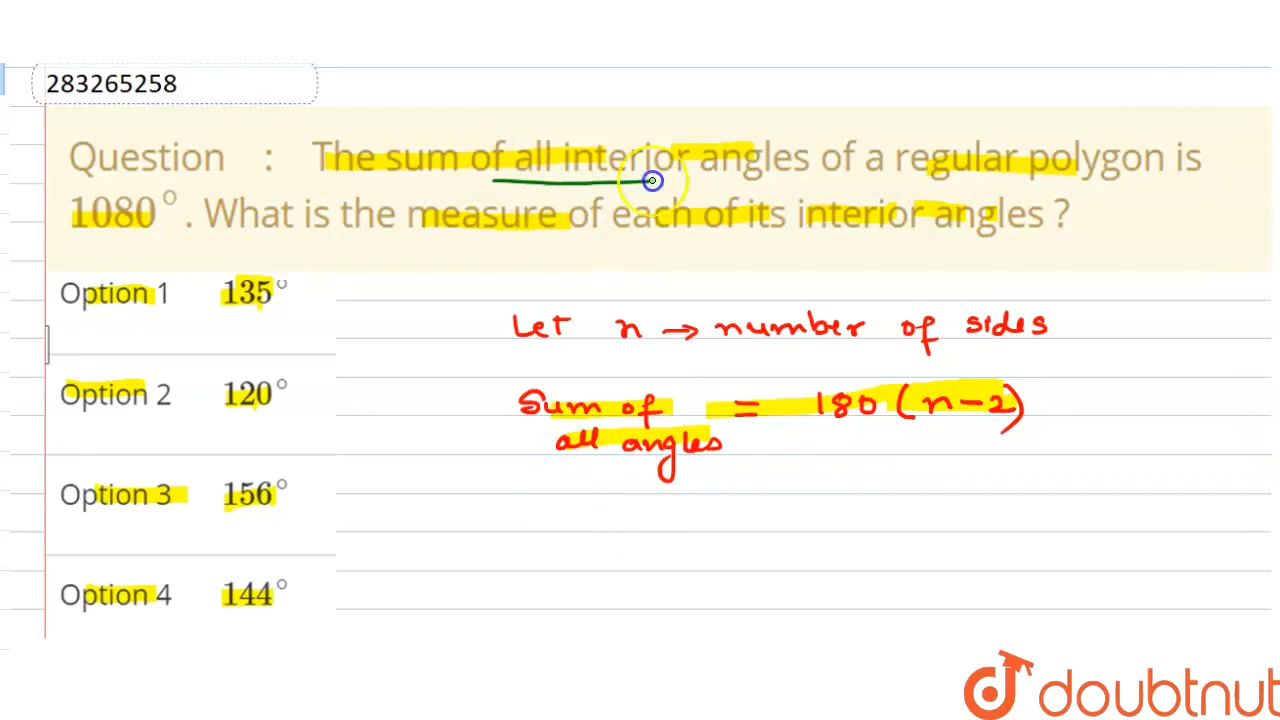 283265258
Question : The sum of all interior angles of a regular polygon is
1080°. What is the measure of each of its interior angles ?
Option 1 135°
Option 2 120°
Option 3 156°
Option 4 144°
Let n → number of sides
Sum of = 180 (n-2)
all angles
doubtnut